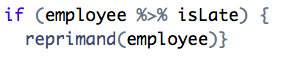 if (employee %>% isLate) {
  reprimand(employee)}